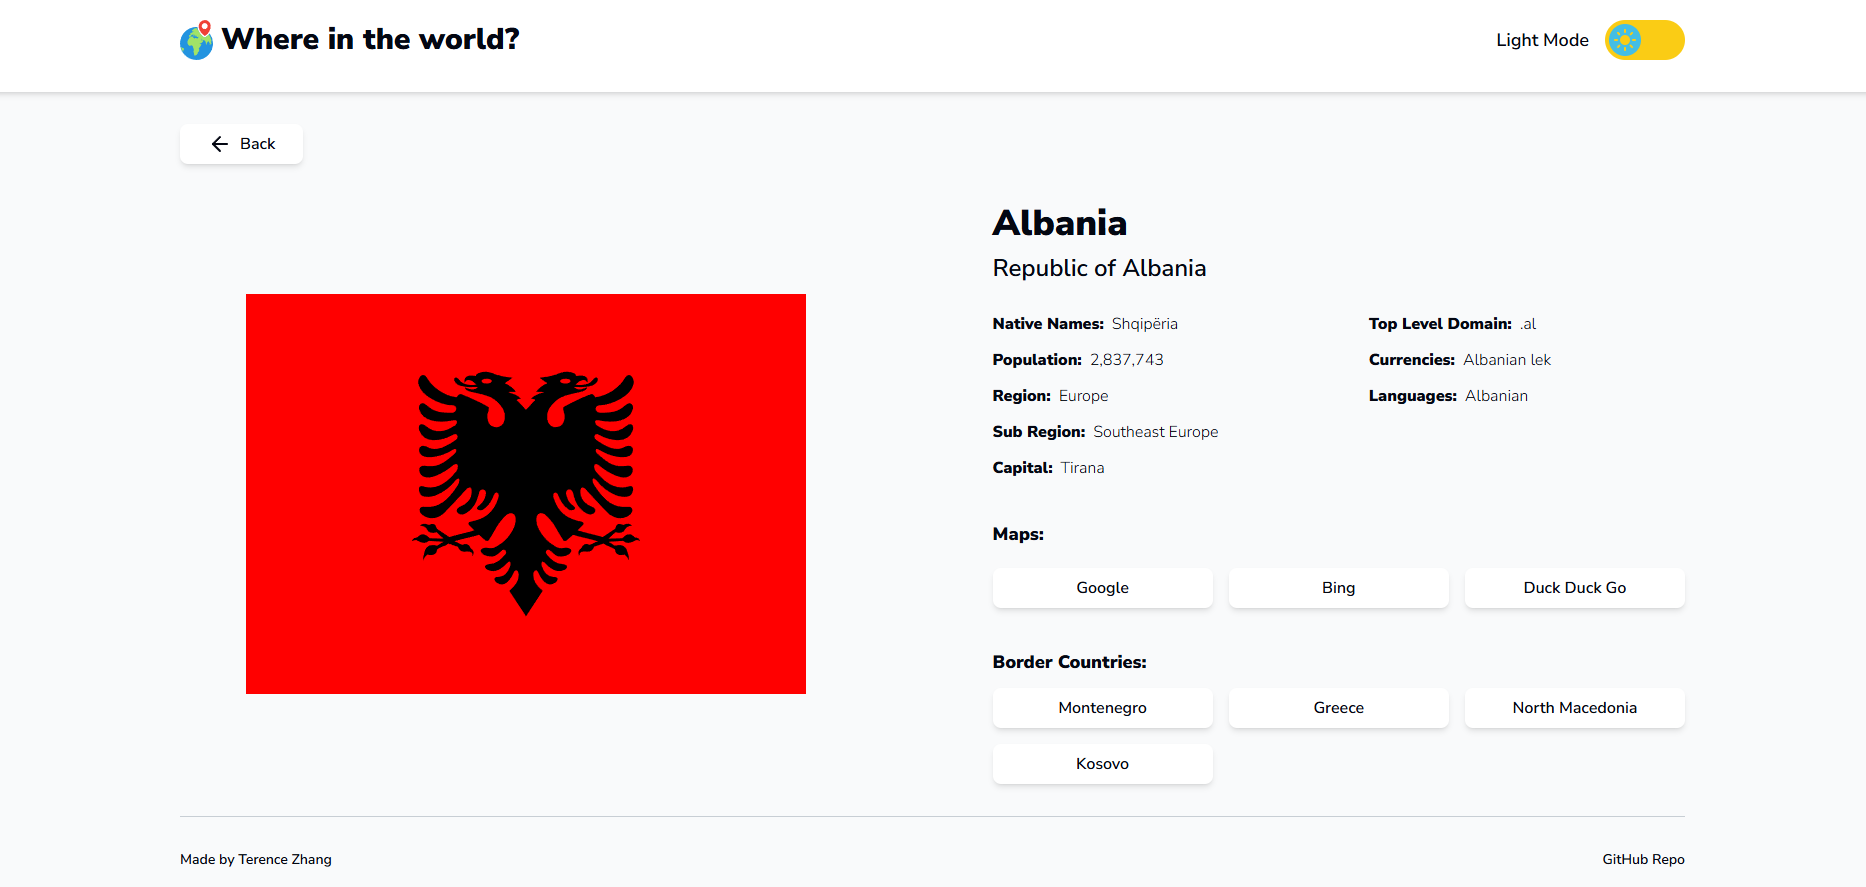 Where in the world?
Light Mode
Back
Albania
Republic of Albania
Native Names: Shqipëria
Population: 2,837,743
Region: Europe
Sub Region: Southeast Europe
Capital: Tirana
Top Level Domain: .al
Currencies: Albanian lek
Languages: Albanian
Maps:
Google
Bing
Duck Duck Go
Border Countries:
Montenegro
Greece
North Macedonia
Kosovo
Made by Terence Zhang
GitHub Repo